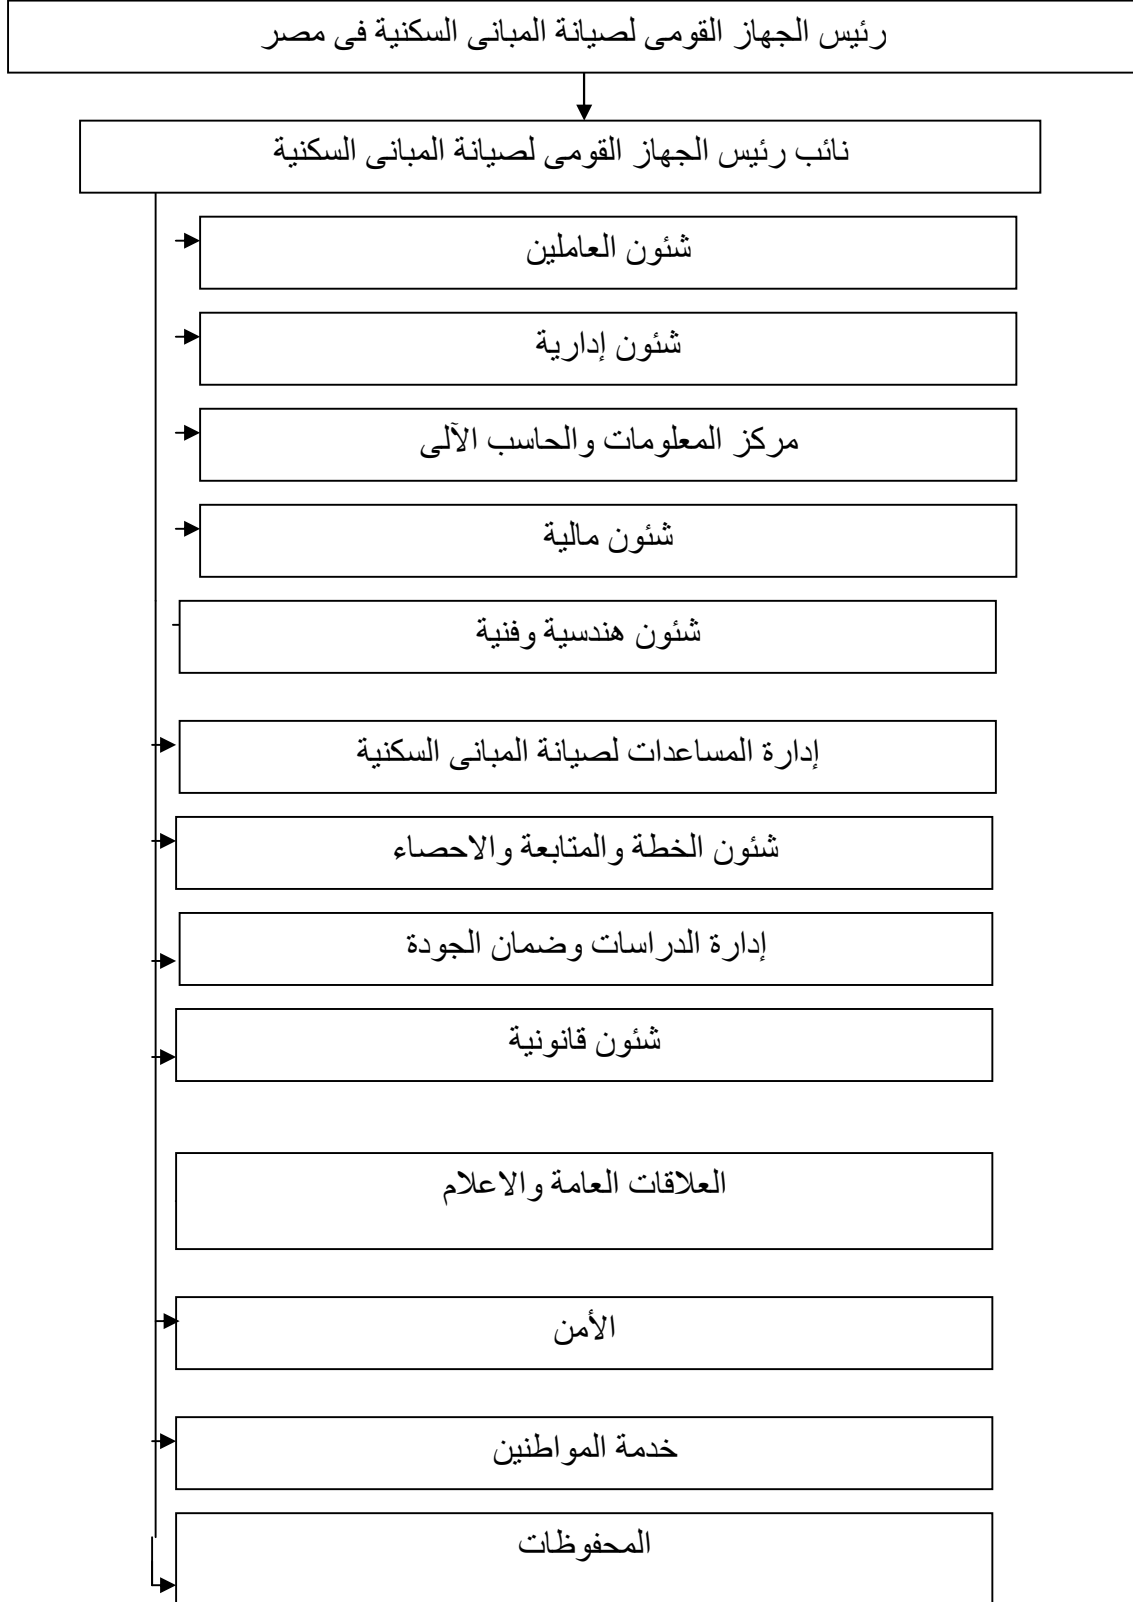 رئيس الجهاز القومى لصيانة المبانى السكنية فى مصر
نائب رئيس الجهاز القومى لصيانة المبانى السكنية
شئون العاملين
شئون إدارية
مركز المعلومات والحاسب الآلى
شئون مالية
شئون هندسية وفنية
إدارة المساعدات لصيانة المبانى السكنية
شئون الخطة والمتابعة والاحصاء
إدارة الدراسات وضمان الجودة
شئون قانونية
العلاقات العامة والاعلام
الأمن
خدمة المواطنين
المحفوظات